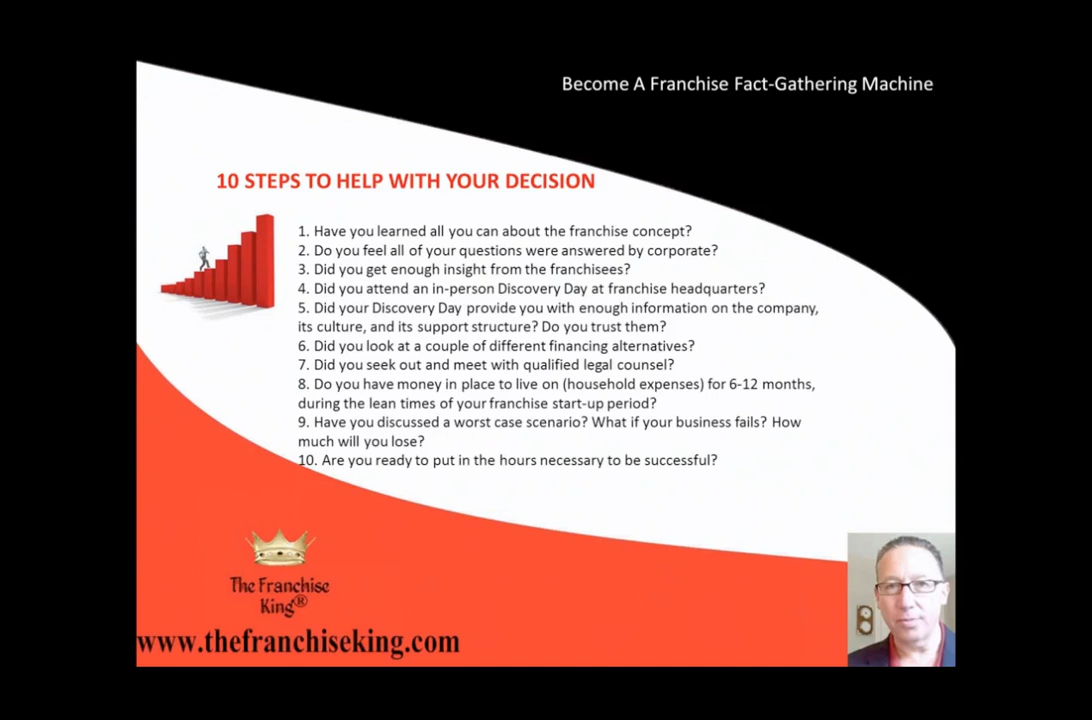 Become A Franchise Fact-Gathering Machine
10 STEPS TO HELP WITH YOUR DECISION
1. Have you learned all you can about the franchise concept?
2. Do you feel all of your questions were answered by corporate?
3. Did you get enough insight from the franchisees?
4. Did you attend an in-person Discovery Day at franchise headquarters?
5. Did your Discovery Day provide you with enough information on the company,
its culture, and its support structure? Do you trust them?
6. Did you look at a couple of different financing alternatives?
7. Did you seek out and meet with qualified legal counsel?
8. Do you have money in place to live on (household expenses) for 6-12 months,
during the lean times of your franchise start-up period?
9. Have you discussed a worst case scenario? What if your business fails? How
much will you lose?
10. Are you ready to put in the hours necessary to be successful?
The Franchise
King®
www.thefranchiseking.com